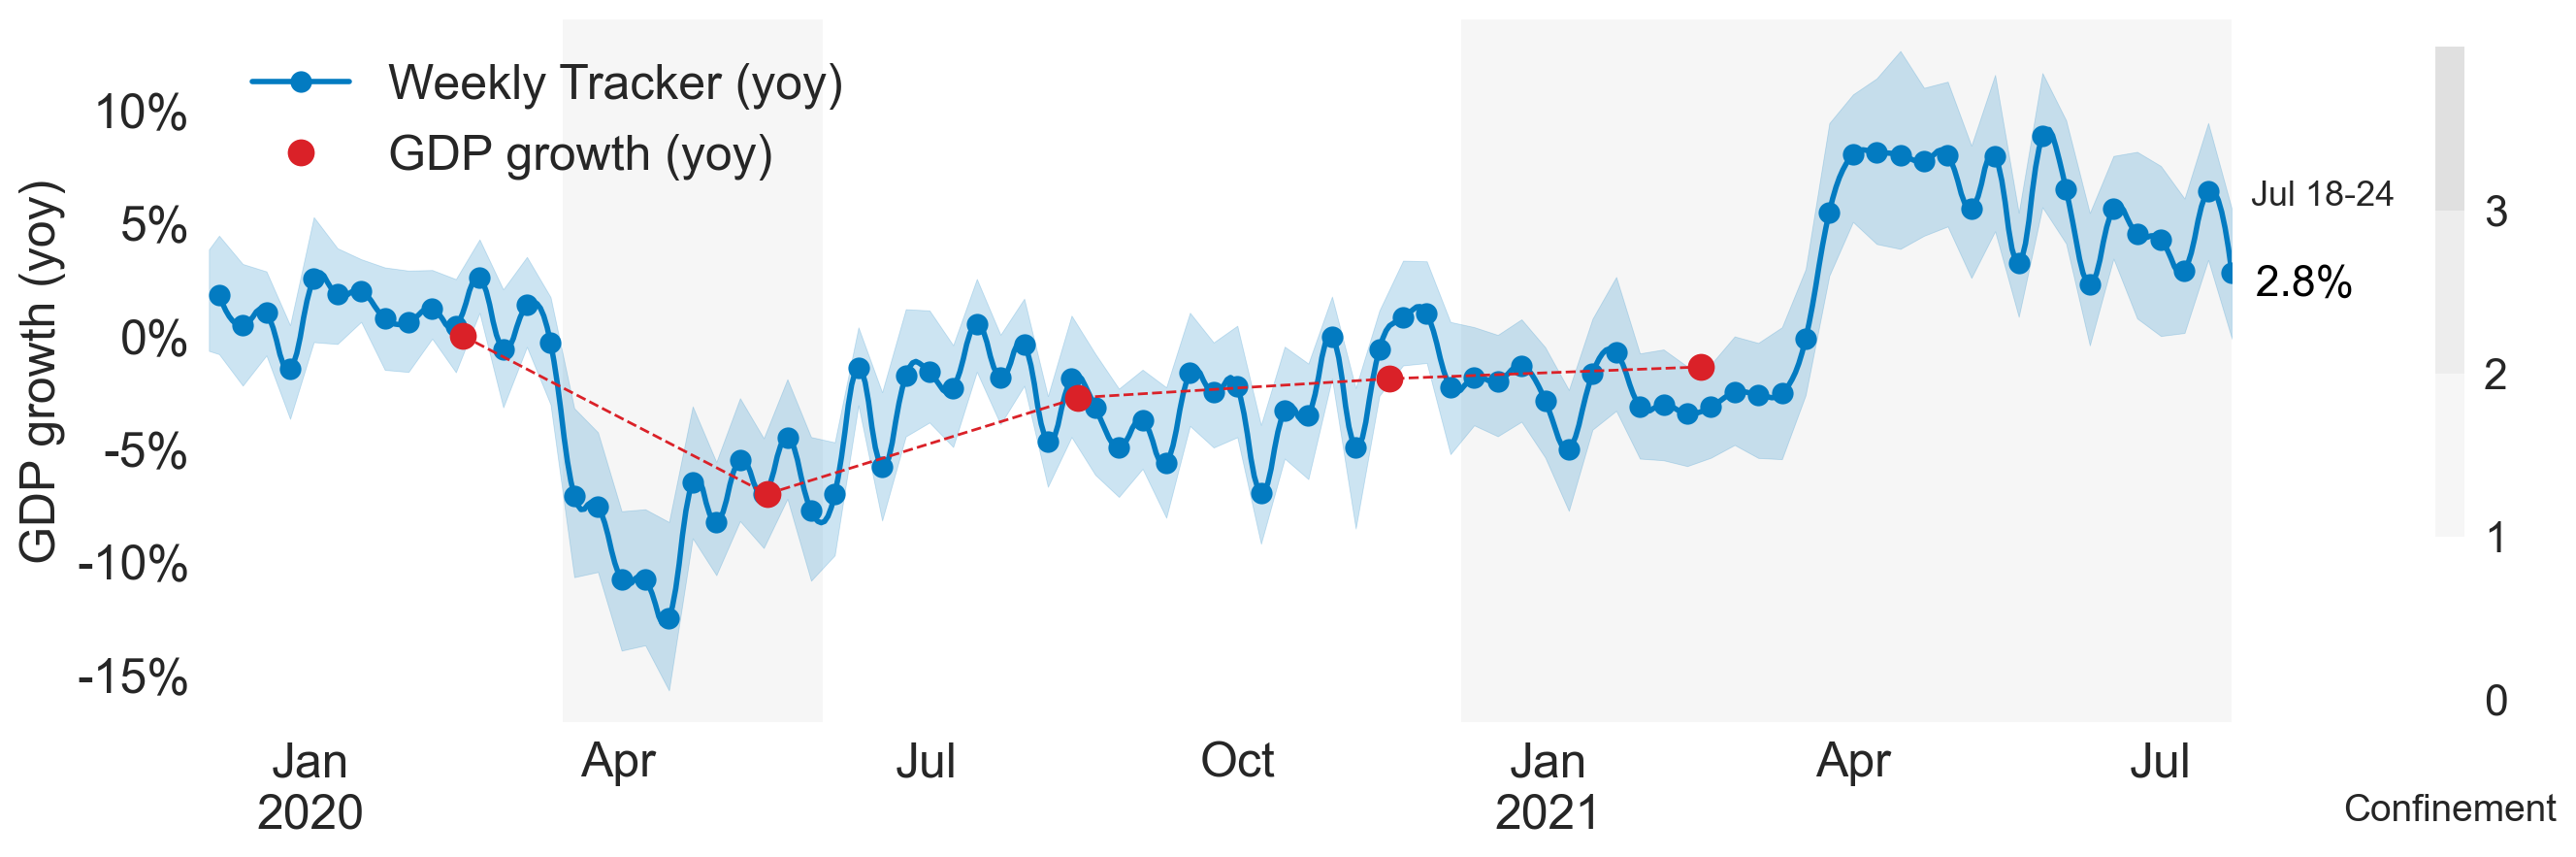 Weekly Tracker (yoy)
GDP growth (yoy)
GDP growth (yoy)
10%
5%
0%
-5%
-10%
-15%
Jan
2020
Apr
Jul
Oct
Jan
2021
Apr
Jul
Jul 18-24
2.8%
3
2
1
0
Confinement